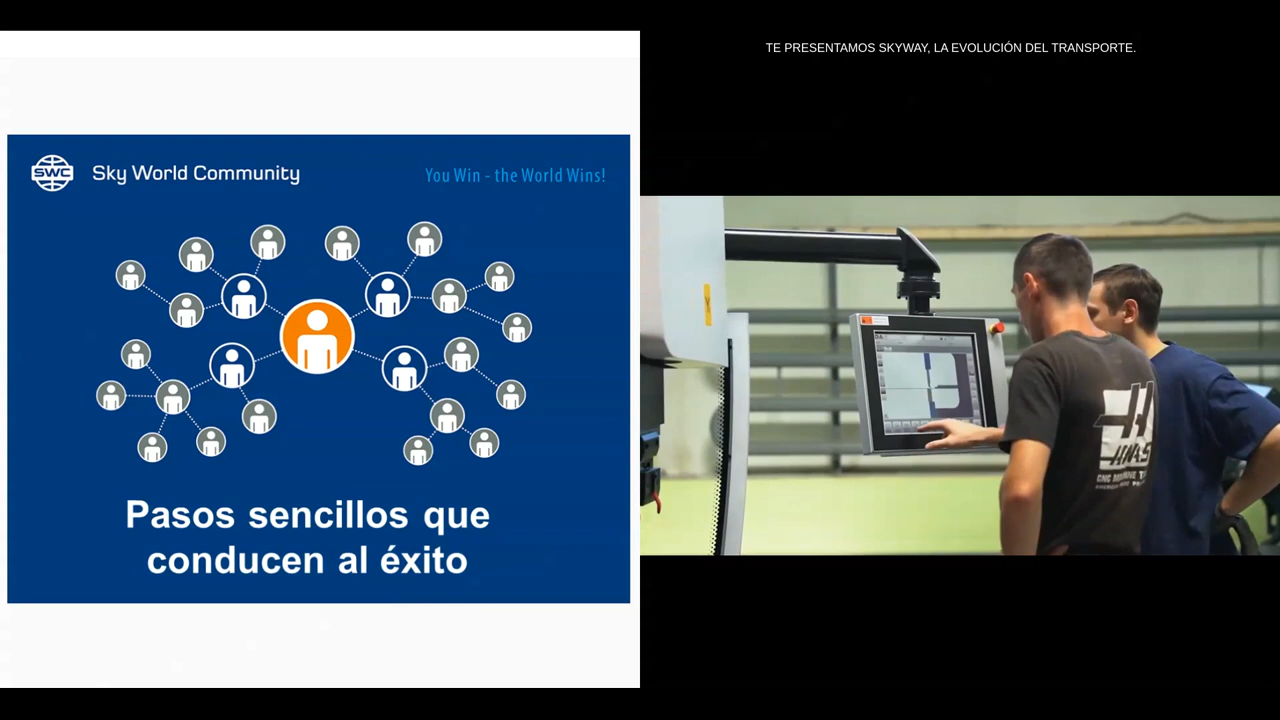 TE PRESENTAMOS SKYWAY, LA EVOLUCIÓN DEL TRANSPORTE.
SWC
Sky World Community
You Win - the World Wins!
Pasos sencillos que
conducen al éxito
HAAS